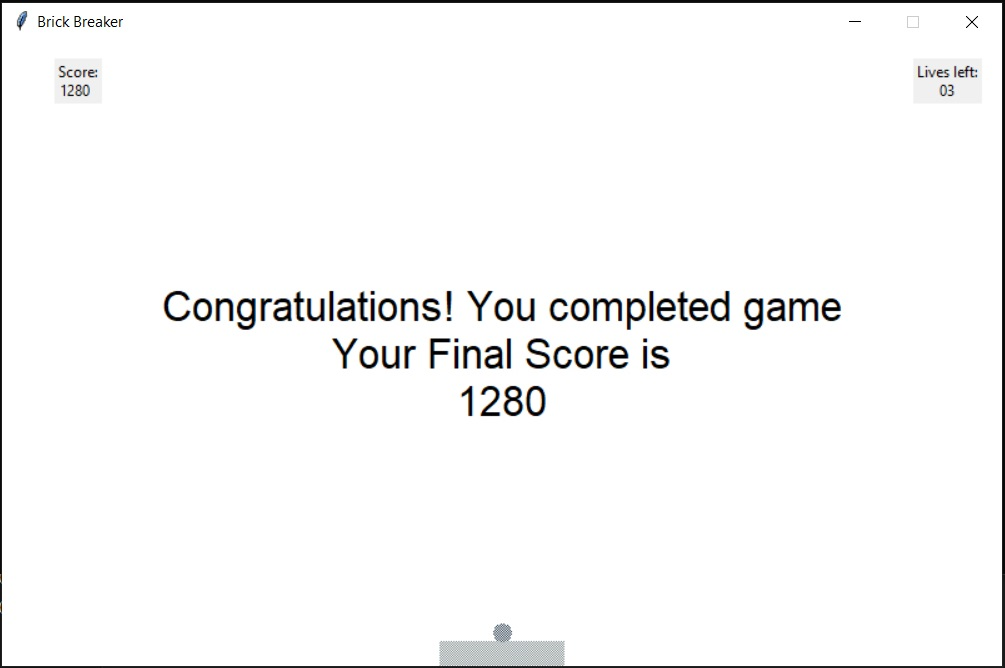 Brick Breaker
Score:
1280
Lives left:
03
Congratulations! You completed game
Your Final Score is
1280